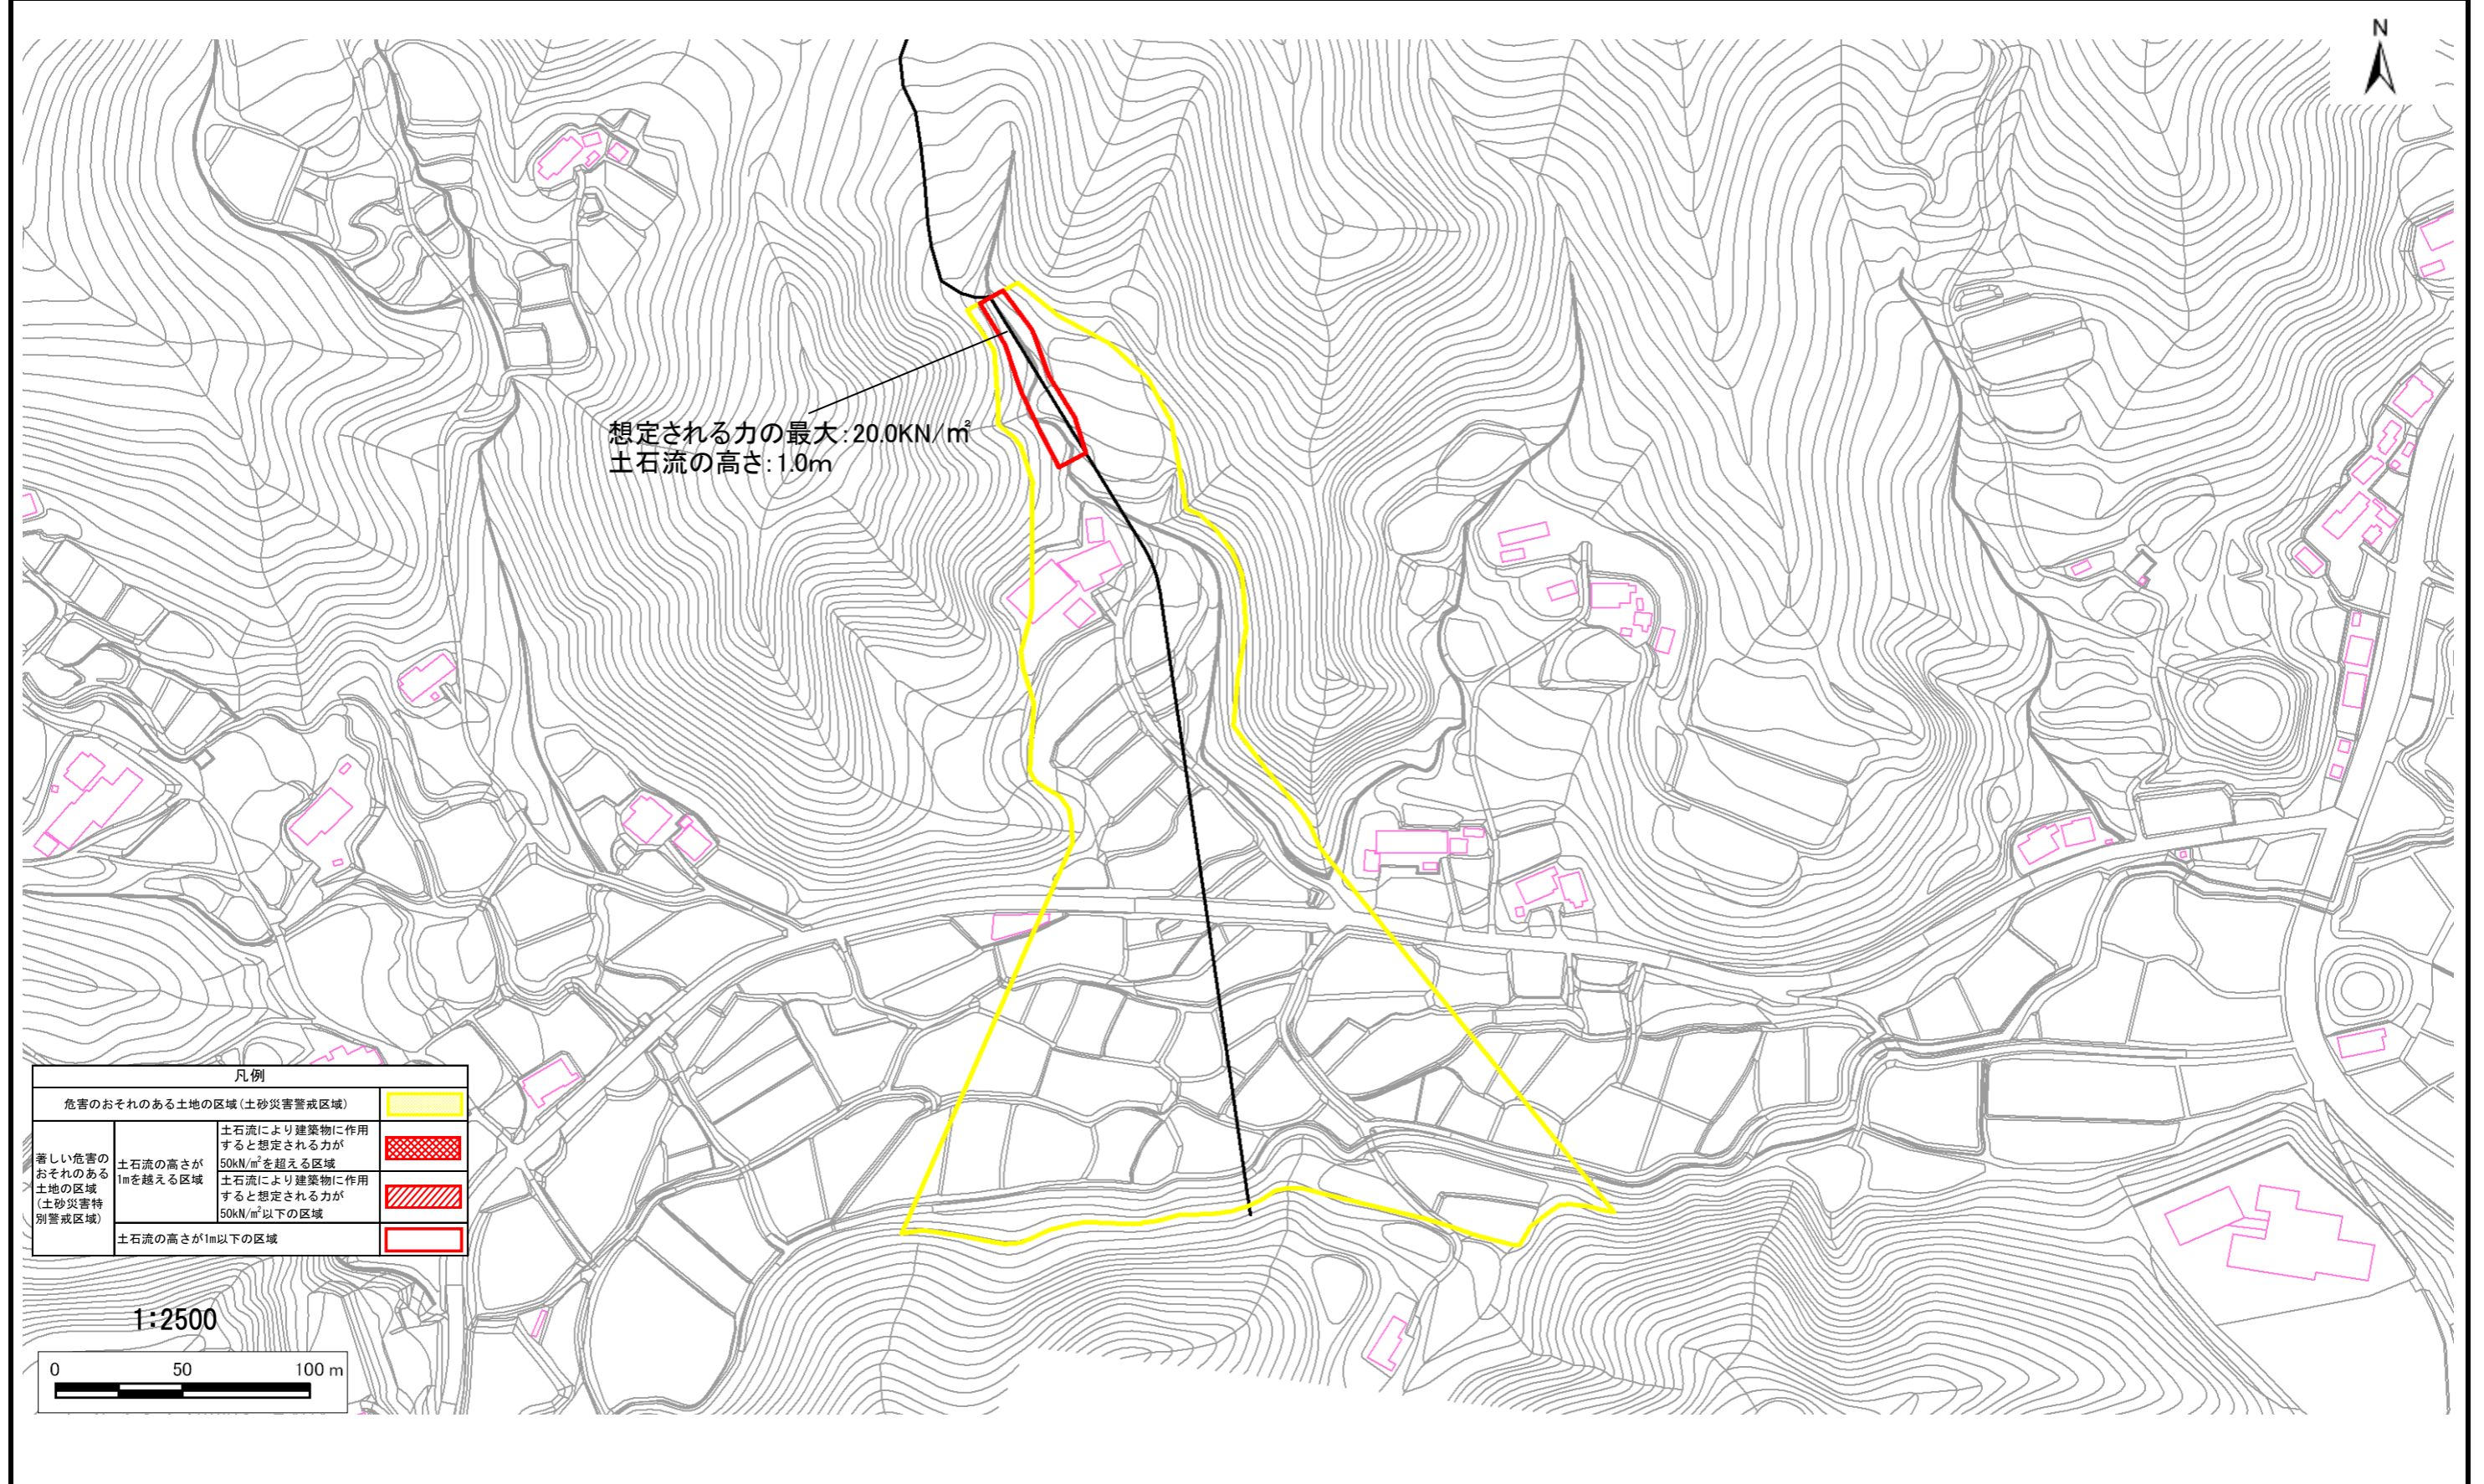 N
想定される力の最大:20.0KN/㎡
土石流の高さ:1.0m
凡例
危害のおそれのある土地の区域(土砂災害警戒区域)
著しい危害の
おそれのある
土地の区域
(土砂災害特
別警戒区域)
土石流の高さが
1mを越える区域
土石流により建築物に作用
すると想定される力が
50kN/㎡を超える区域
土石流により建築物に作用
すると想定される力が
50kN/㎡以下の区域
土石流の高さが1m以下の区域
1:2500
0 50 100 m